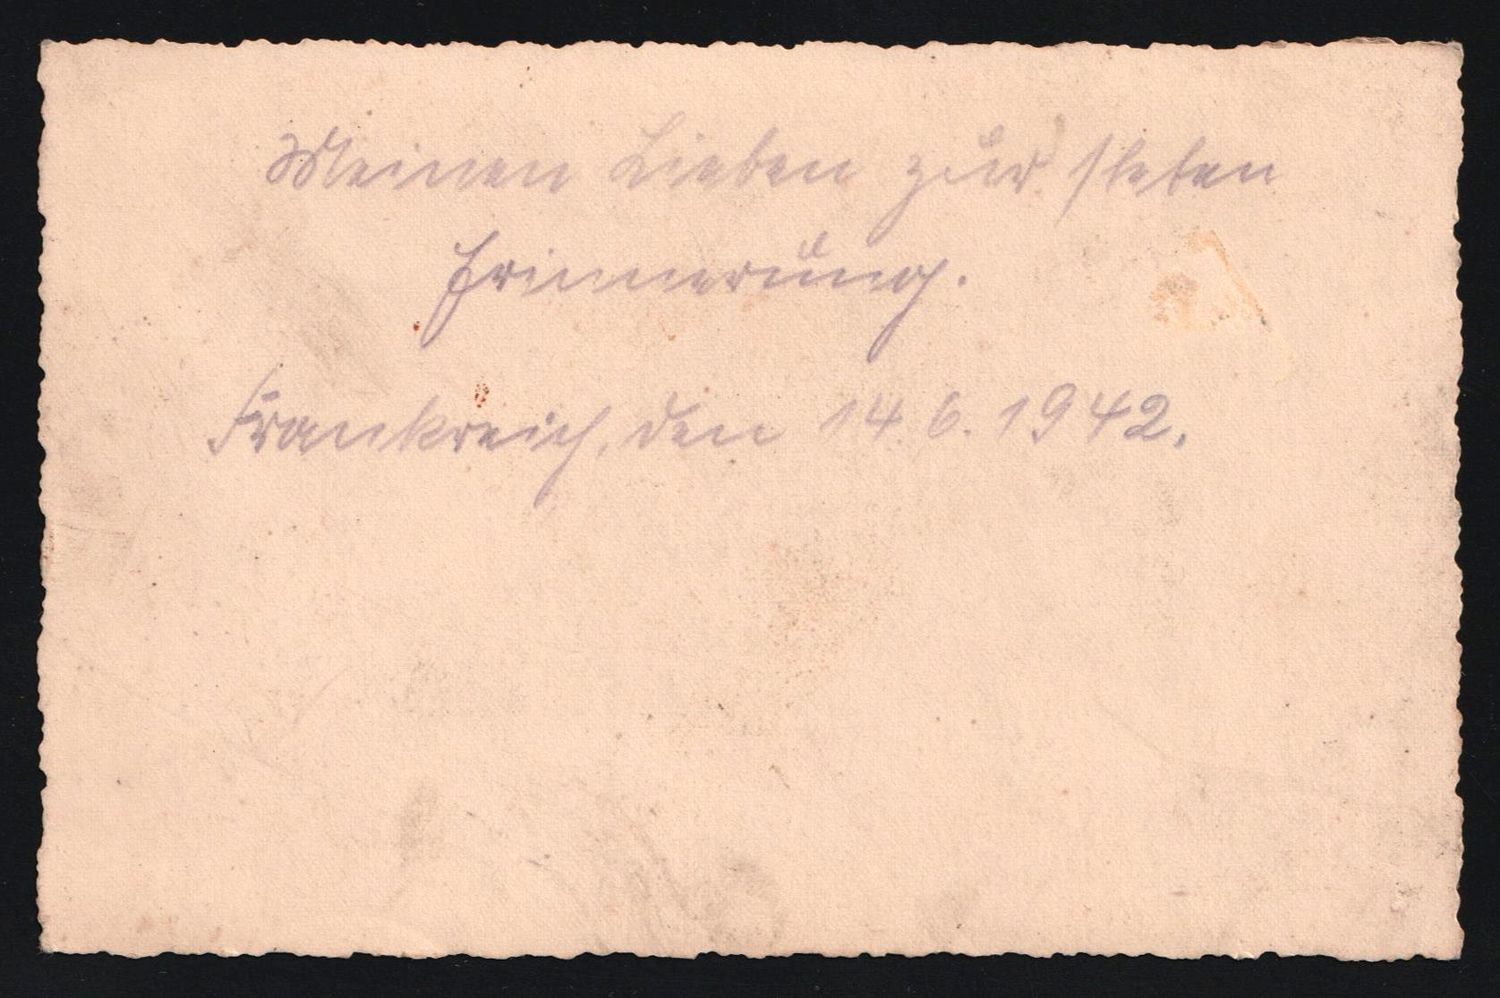 Meinen Lieben zur steten
Erinnerung.
Frankreich, den 14.6.1942.